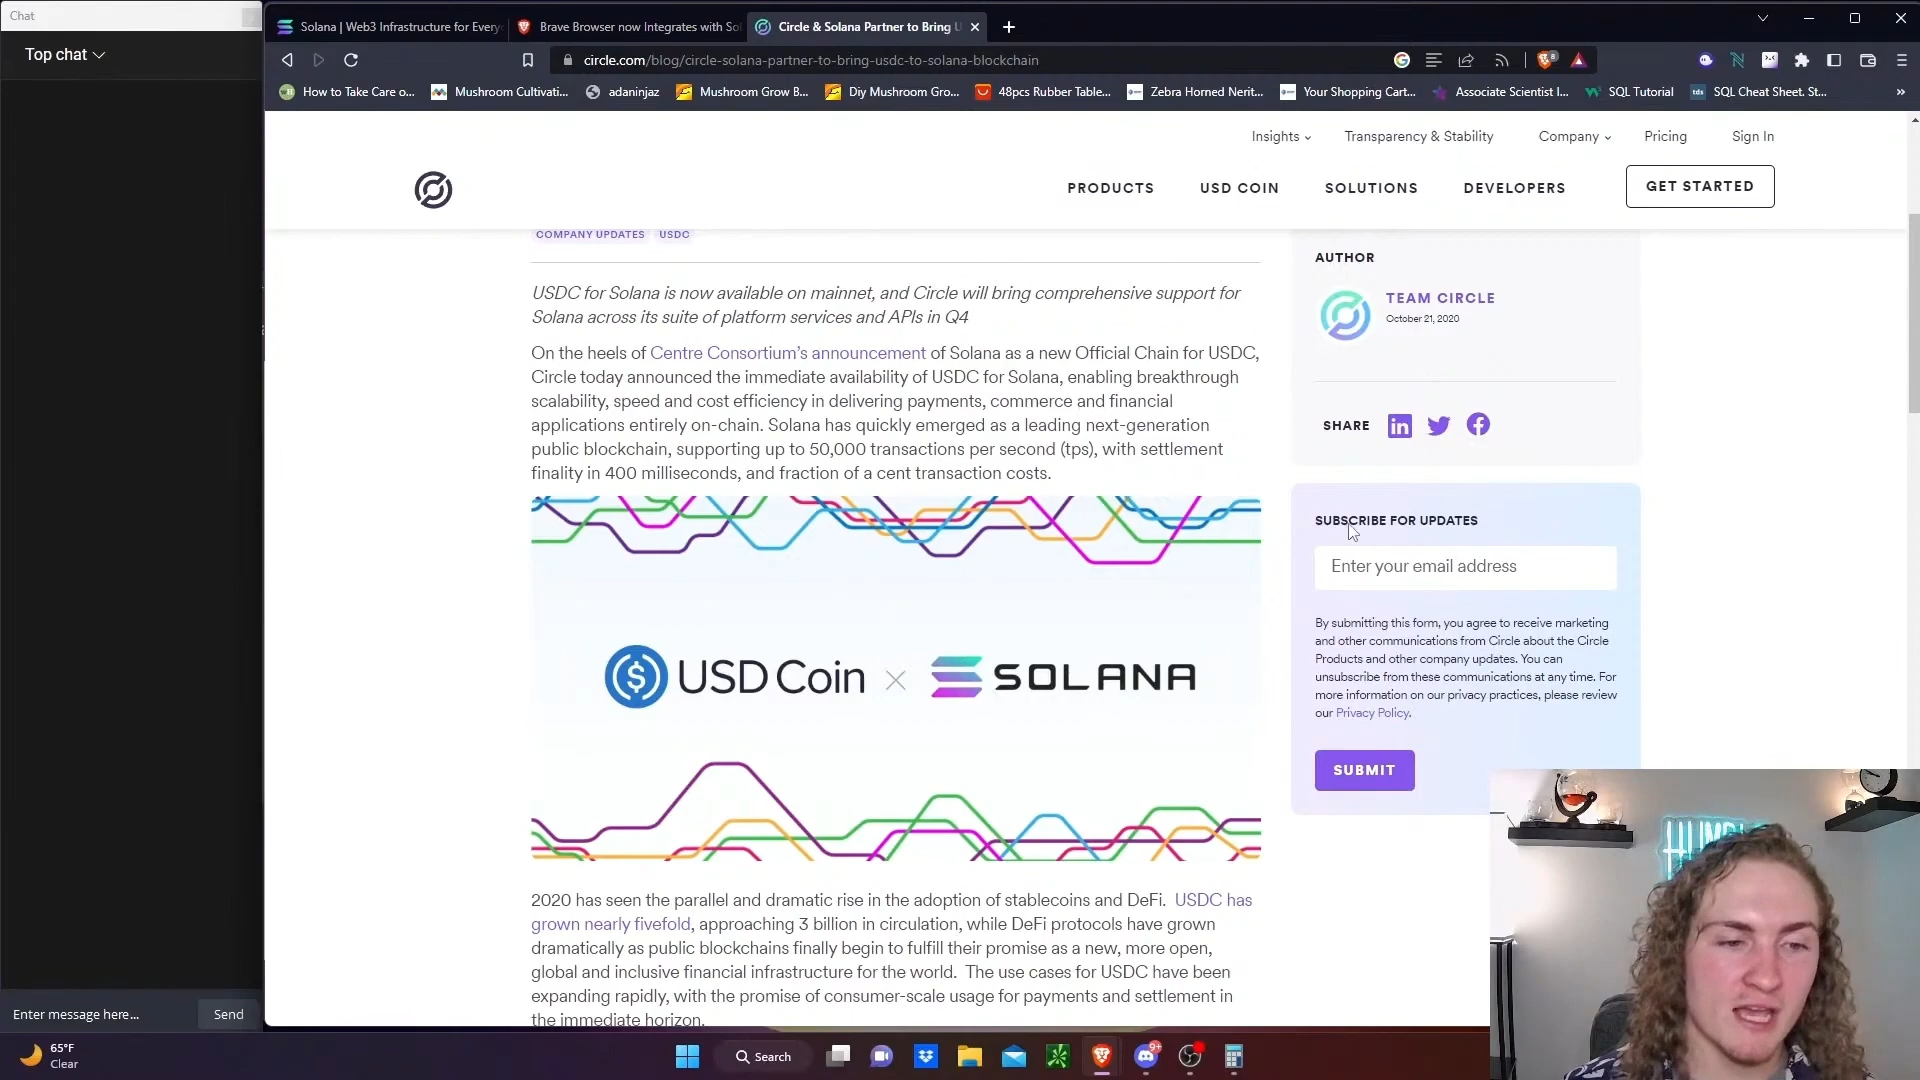 Chat
Top chat
Enter message here...
Send
Solana | Web3 Infrastructure for Every
Brave Browser now Integrates with Sol
Circle & Solana Partner to Bring U
circle.com/blog/circle-solana-partner-to-bring-usdc-to-solana-blockchain
How to Take Care o...
Mushroom Cultivati...
adaninjaz
Mushroom Grow B...
Diy Mushroom Gro...
48pcs Rubber Table...
Zebra Horned Nerit...
Your Shopping Cart...
Associate Scientist I...
SQL Tutorial
SQL Cheat Sheet. St...
Insights
Transparency & Stability
Company
Pricing
Sign In
PRODUCTS
USD COIN
SOLUTIONS
DEVELOPERS
GET STARTED
COMPANY UPDATES
USDC
USDC for Solana is now available on mainnet, and Circle will bring comprehensive support for
Solana across its suite of platform services and APIs in Q4
On the heels of Centre Consortium's announcement of Solana as a new Official Chain for USDC,
Circle today announced the immediate availability of USDC for Solana, enabling breakthrough
scalability, speed and cost efficiency in delivering payments, commerce and financial
applications entirely on-chain. Solana has quickly emerged as a leading next-generation
public blockchain, supporting up to 50,000 transactions per second (tps), with settlement
finality in 400 milliseconds, and fraction of a cent transaction costs.
USD Coin × SOLANA
2020 has seen the parallel and dramatic rise in the adoption of stablecoins and DeFi. USDC has
grown nearly fivefold, approaching 3 billion in circulation, while DeFi protocols have grown
dramatically as public blockchains finally begin to fulfill their promise as a new, more open,
global and inclusive financial infrastructure for the world. The use cases for USDC have been
expanding rapidly, with the promise of consumer-scale usage for payments and settlement in
the immediate horizon.
AUTHOR
TEAM CIRCLE
October 21, 2020
SHARE
SUBSCRIBE FOR UPDATES
Enter your email address
By submitting this form, you agree to receive marketing
and other communications from Circle about the Circle
Products and other company updates. You can
unsubscribe from these communications at any time. For
more information on our privacy practices, please review
our Privacy Policy.
SUBMIT
65°F
Clear
Search
9+